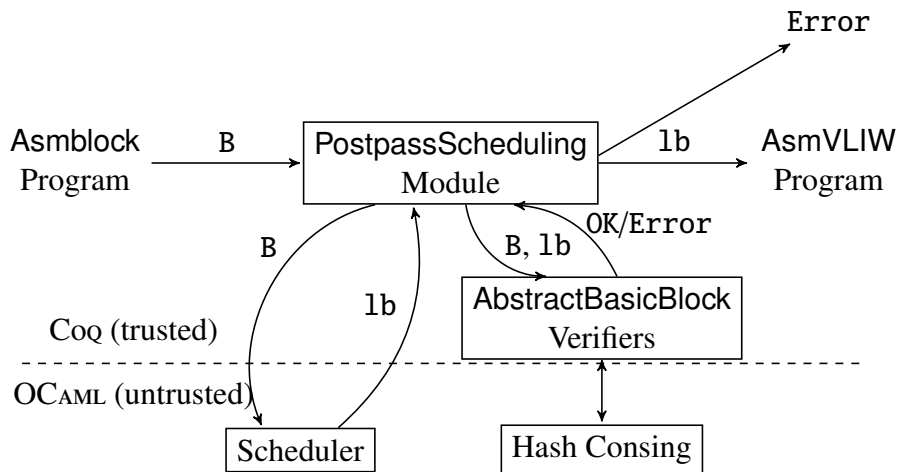 Error
Asmblock
Program
B
PostpassScheduling
Module
lb
AsmVLIW
Program
B
lb
B, lb
OK/Error
AbstractBasicBlock
Verifiers
COQ (trusted)
OCAML (untrusted)
Scheduler
Hash Consing